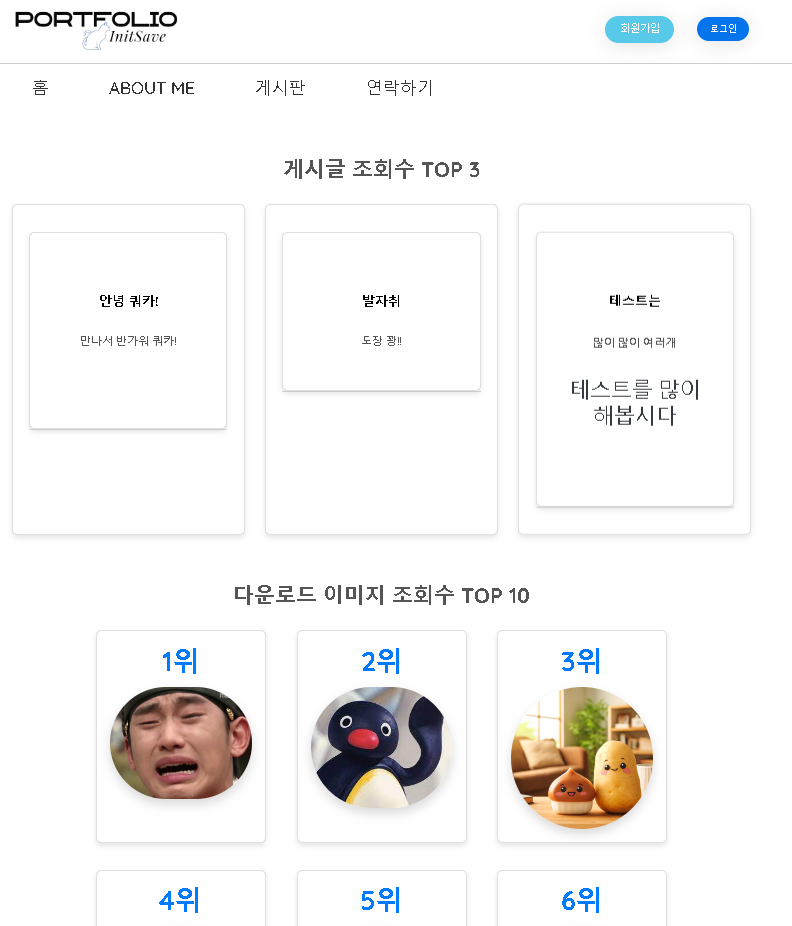 PORTFOLIO
InitSave
회원가입
로그인
홈
ABOUT ME
게시판
연락하기
게시글 조회수 TOP 3
안녕 쿼카!
만나서 반가워 쿼카!
발자취
도장 쾅!!
테스트는
많이 많이 여러개
테스트를 많이
해봅시다
다운로드 이미지 조회수 TOP 10
1위
2위
3위
4위
5위
6위